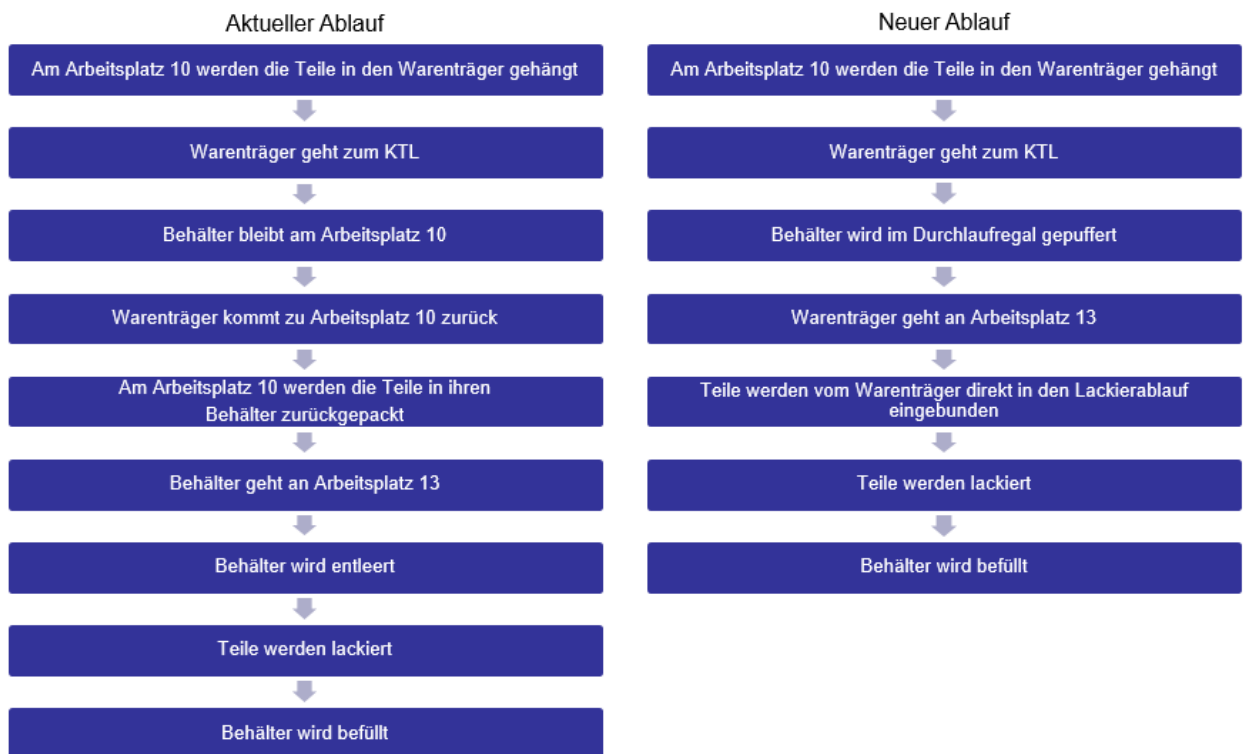 Aktueller Ablauf
Am Arbeitsplatz 10 werden die Teile in den Warenträger gehängt
Warenträger geht zum KTL
Behälter bleibt am Arbeitsplatz 10
Warenträger kommt zu Arbeitsplatz 10 zurück
Am Arbeitsplatz 10 werden die Teile in ihren
Behälter zurückgepackt
Behälter geht an Arbeitsplatz 13
Behälter wird entleert
Teile werden lackiert
Behälter wird befüllt
Neuer Ablauf
Am Arbeitsplatz 10 werden die Teile in den Warenträger gehängt
Warenträger geht zum KTL
Behälter wird im Durchlaufregal gepuffert
Warenträger geht an Arbeitsplatz 13
Teile werden vom Warenträger direkt in den Lackierablauf
eingebunden
Teile werden lackiert
Behälter wird befüllt